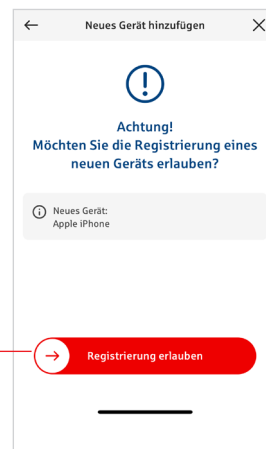 Neues Gerät hinzufügen
Achtung!
Möchten Sie die Registrierung eines
neuen Geräts erlauben?
Neues Gerät:
Apple iPhone
Registrierung erlauben